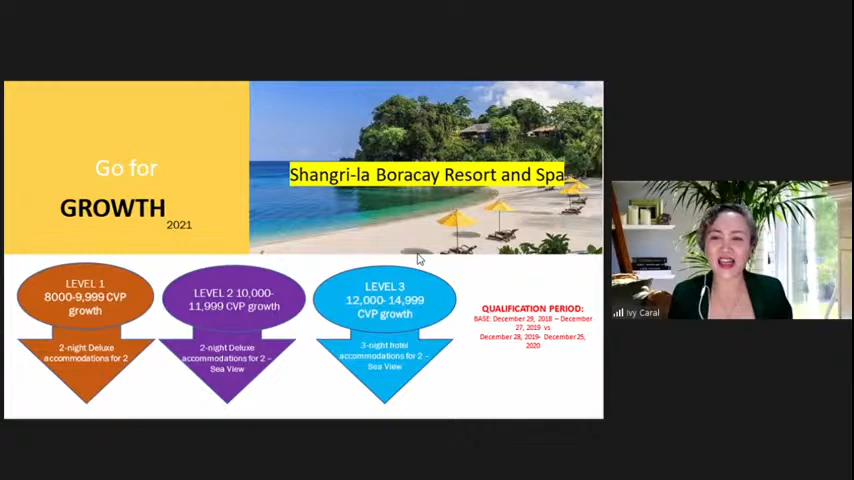 Go for
GROWTH
2021
Shangri-la Boracay Resort and Spa
LEVEL 1
8000-9,999 CVP
growth
2-night Deluxe
accommodations for 2
LEVEL 2 10,000-
11,999 CVP growth
2-night Deluxe
accommodations for 2 –
Sea View
LEVEL 3
12,000- 14,999
CVP growth
3-night hotel
accommodations for 2 –
Sea View
QUALIFICATION PERIOD:
BASE: December 29, 2018 – December
27, 2019 vs
December 28, 2019- December 25,
2020
Ivy Caral